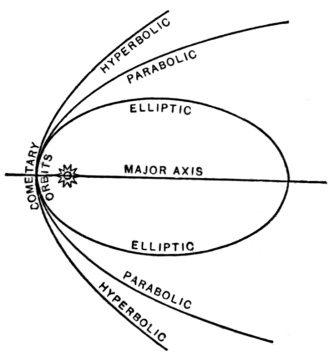 HYPERBOLIC
PARABOLIC
ELLIPTIC
COMETARY
ORBITS
MAJOR AXIS
ELLIPTIC
PARABOLIC
HYPERBOLIC